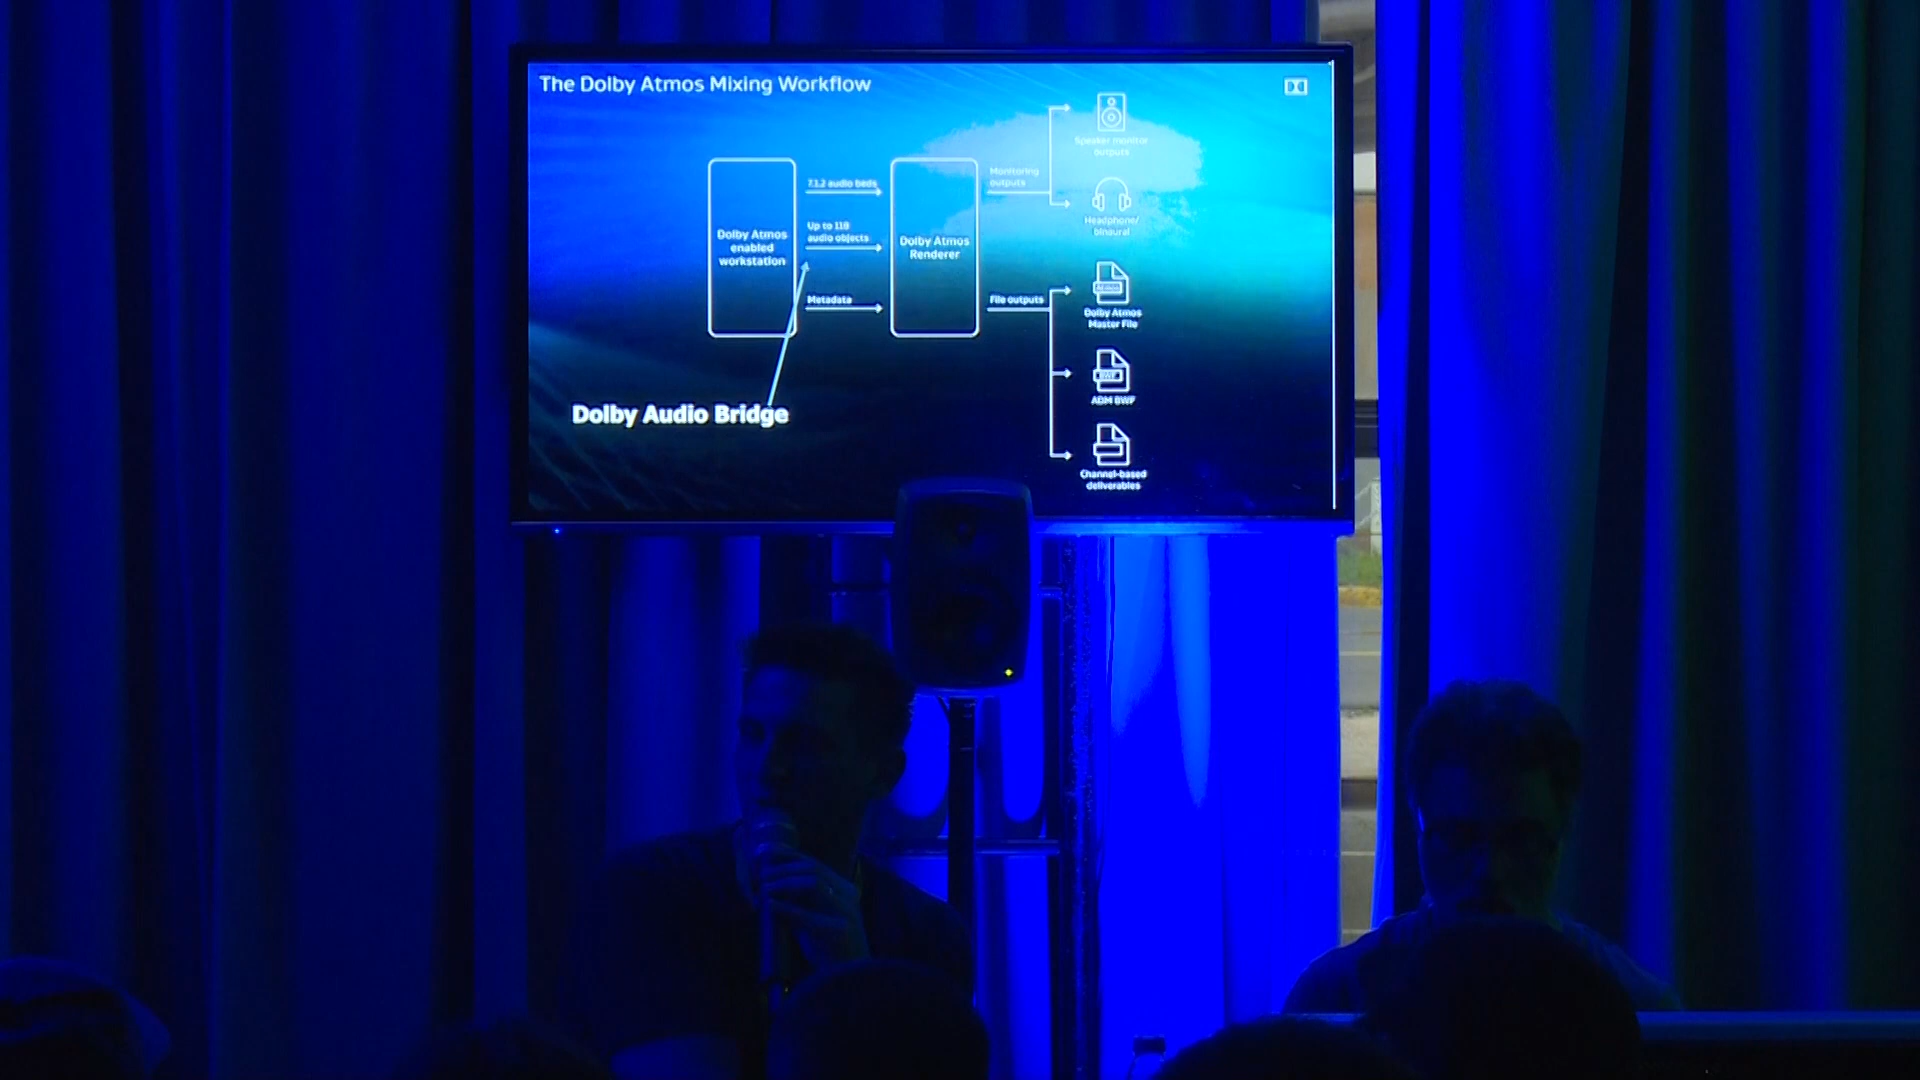 The Dolby Atmos Mixing Workflow
Dolby Atmos
enabled
workstation
7.1.2 audio beds
Up to 118
audio objects
Metadata
Dolby Atmos
Renderer
Monitoring
outputs
File outputs
Speaker monitor
outputs
Headphone/
binaural
Dolby Atmos
Master File
BWF
ADM BWF
Channel-based
deliverables
Dolby Audio Bridge